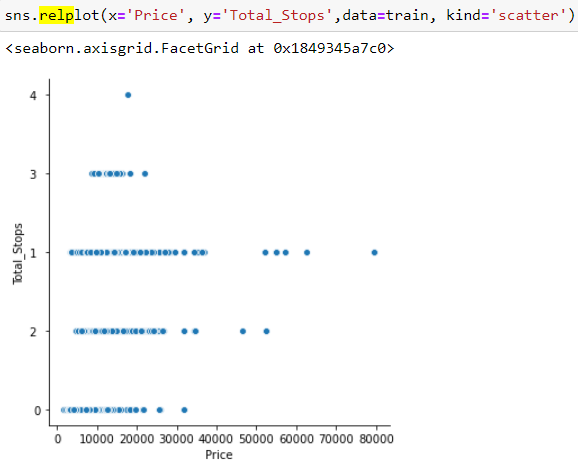 sns.relplot(x='Price', y='Total_Stops',data=train, kind='scatter')
<seaborn.axisgrid.FacetGrid at 0x1849345a7c0>
4
3
1
2
0
Total_Stops
0 10000 20000 30000 40000 50000 60000 70000 80000
Price